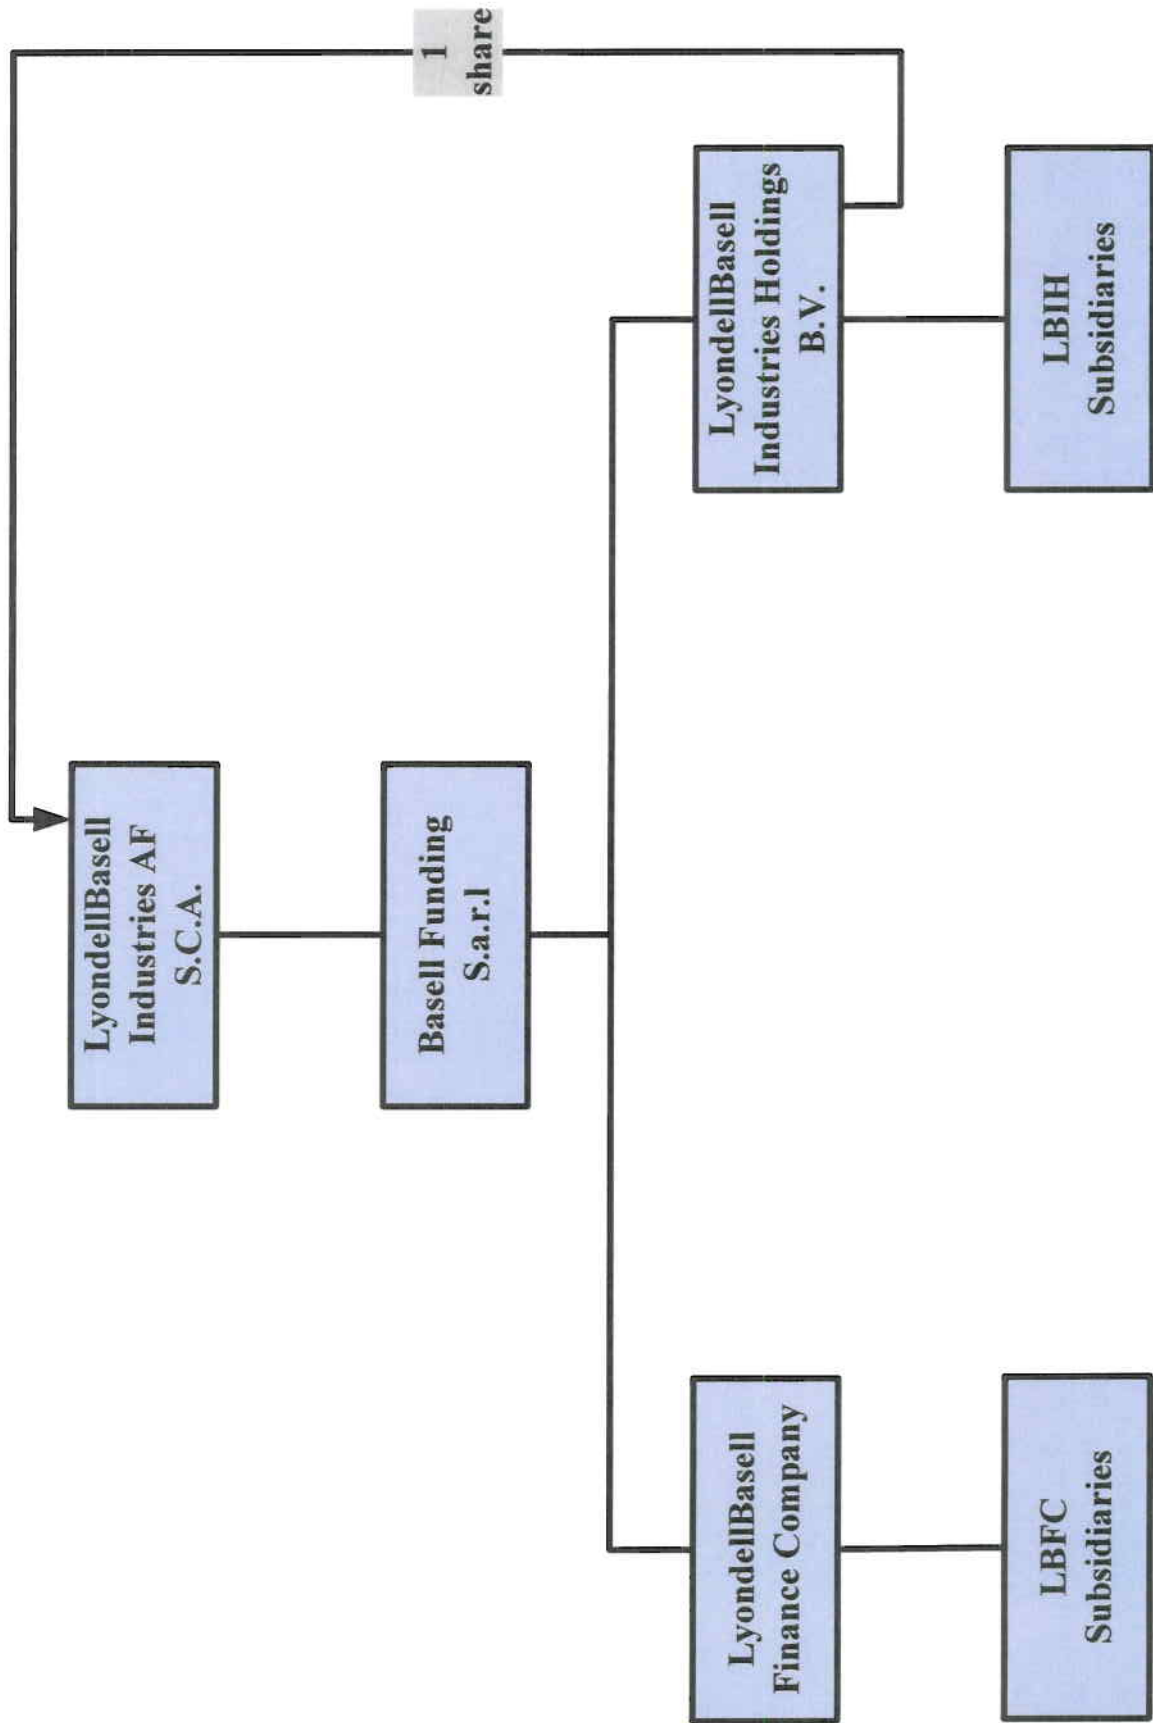 1
share
LyondellBasell
Industries AF
S.C.A.
Basell Funding
S.a.r.l
LyondellBasell
Finance Company
LyondellBasell
Industries Holdings
B.V.
LBFC
Subsidiaries
LBIH
Subsidiaries